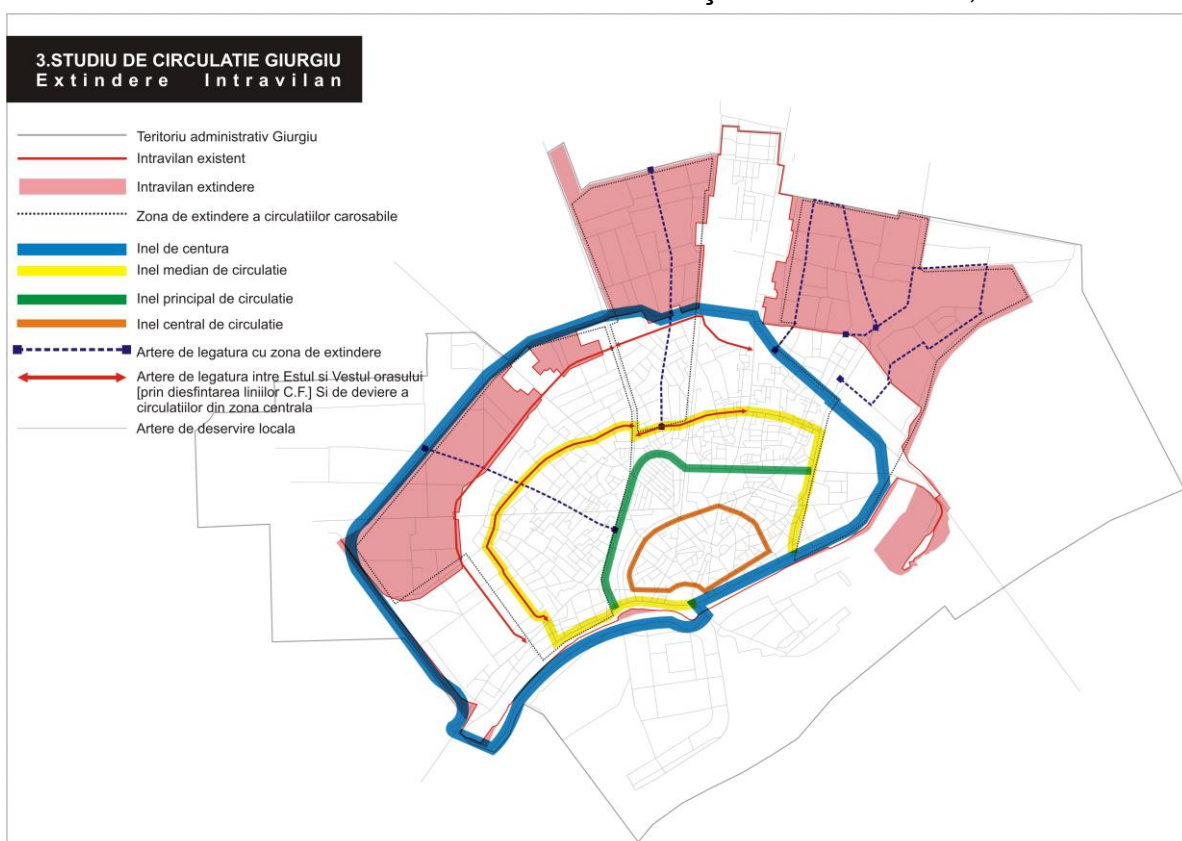 3.STUDIU DE CIRCULATIE GIURGIU
Extindere Intravilan
Teritoriu administrativ Giurgiu
Intravilan existent
Intravilan extindere
Zona de extindere a circulatiilor carosabile
Inel de centura
Inel median de circulatie
Inel principal de circulatie
Inel central de circulatie
Artere de legatura cu zona de extindere
Artere de legatura intre Estul si Vestul orasului
[prin diesfintarea liniilor C.F.] Si de deviere a
circulatiilor din zona centrala
Artere de deservire locala